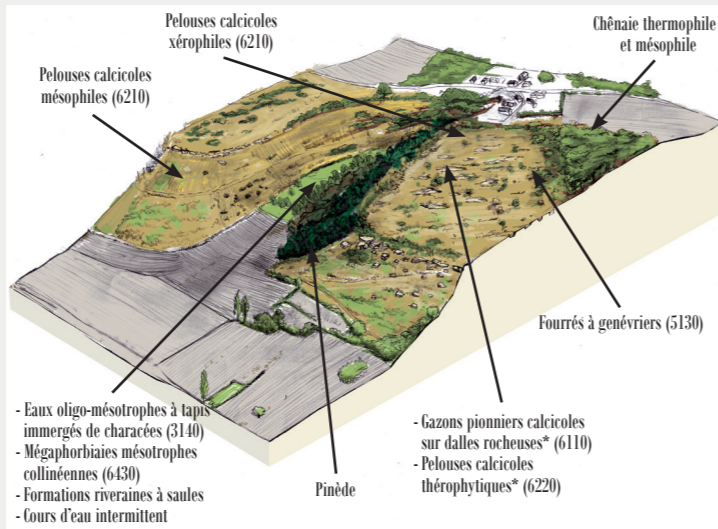 Pelouses calcicoles
xérophiles (6210)
Chênaie thermophile
et mésophile
Pelouses calcicoles
mésophiles (6210)
Fourrés à genévriers (5130)
- Eaux oligo-mésotrophes à tapis
immergés de characées (3140)
- Mégaphorbiaies mésotrophes
collinéennes (6430)
- Formations riveraines à saules
- Cours d'eau intermittent
Pinède
- Gazons pionniers calcicoles
sur dalles rocheuses* (6110)
- Pelouses calcicoles
thérophytiques* (6220)